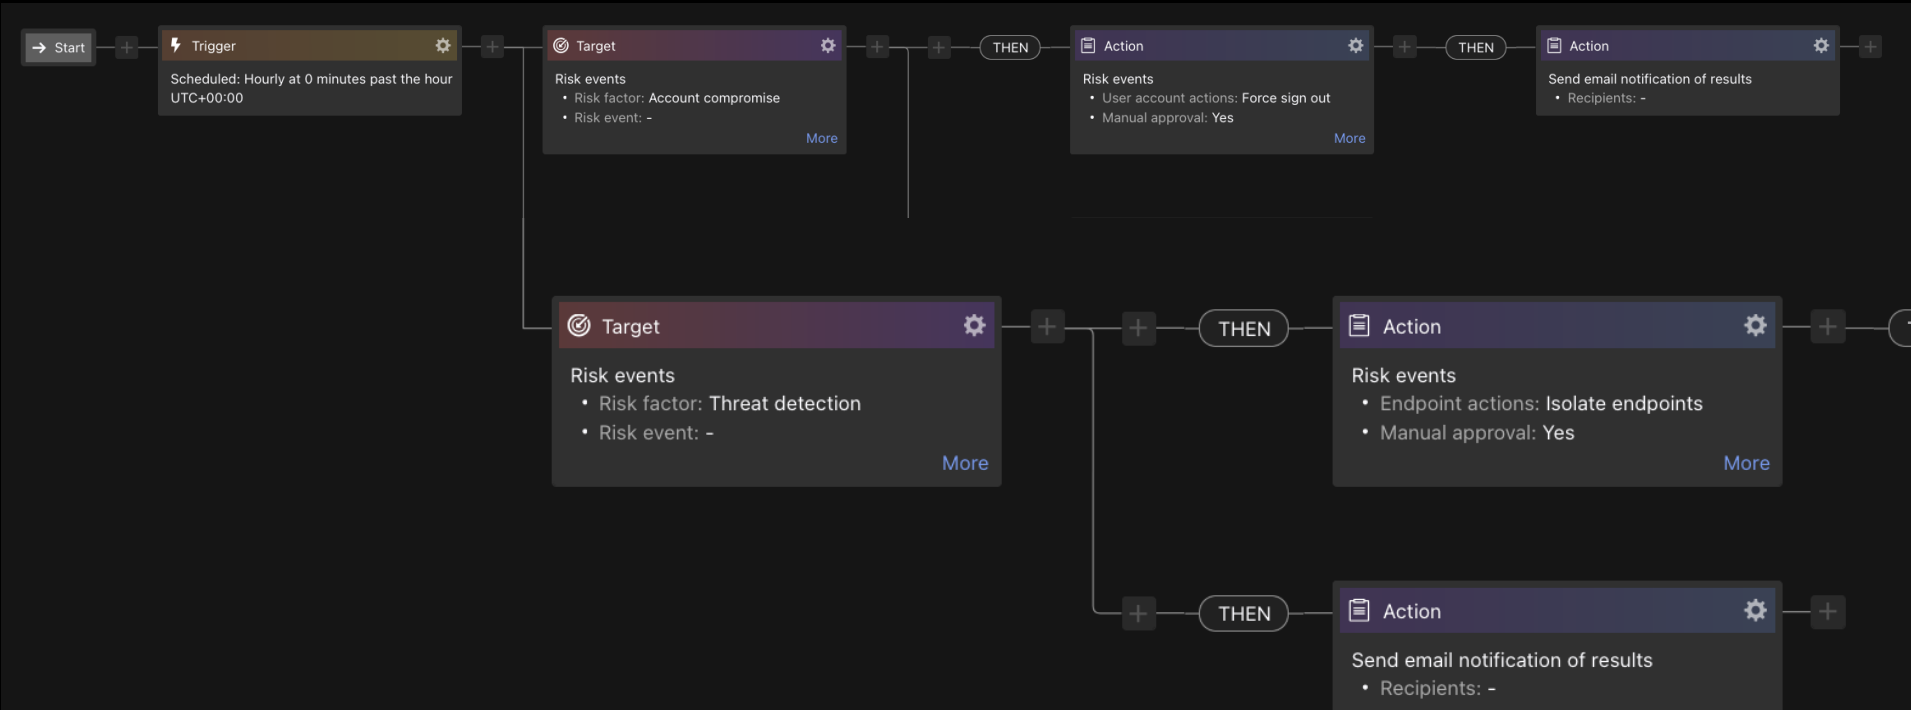 Start
Trigger
Scheduled: Hourly at 0 minutes past the hour
UTC+00:00
Target
Risk events
• Risk factor: Account compromise
• Risk event: -
More
THEN
Action
Risk events
• User account actions: Force sign out
• Manual approval: Yes
More
THEN
Action
Send email notification of results
• Recipients: -
Target
Risk events
• Risk factor: Threat detection
• Risk event: -
More
THEN
Action
Risk events
• Endpoint actions: Isolate endpoints
• Manual approval: Yes
More
THEN
Action
Send email notification of results
• Recipients: -